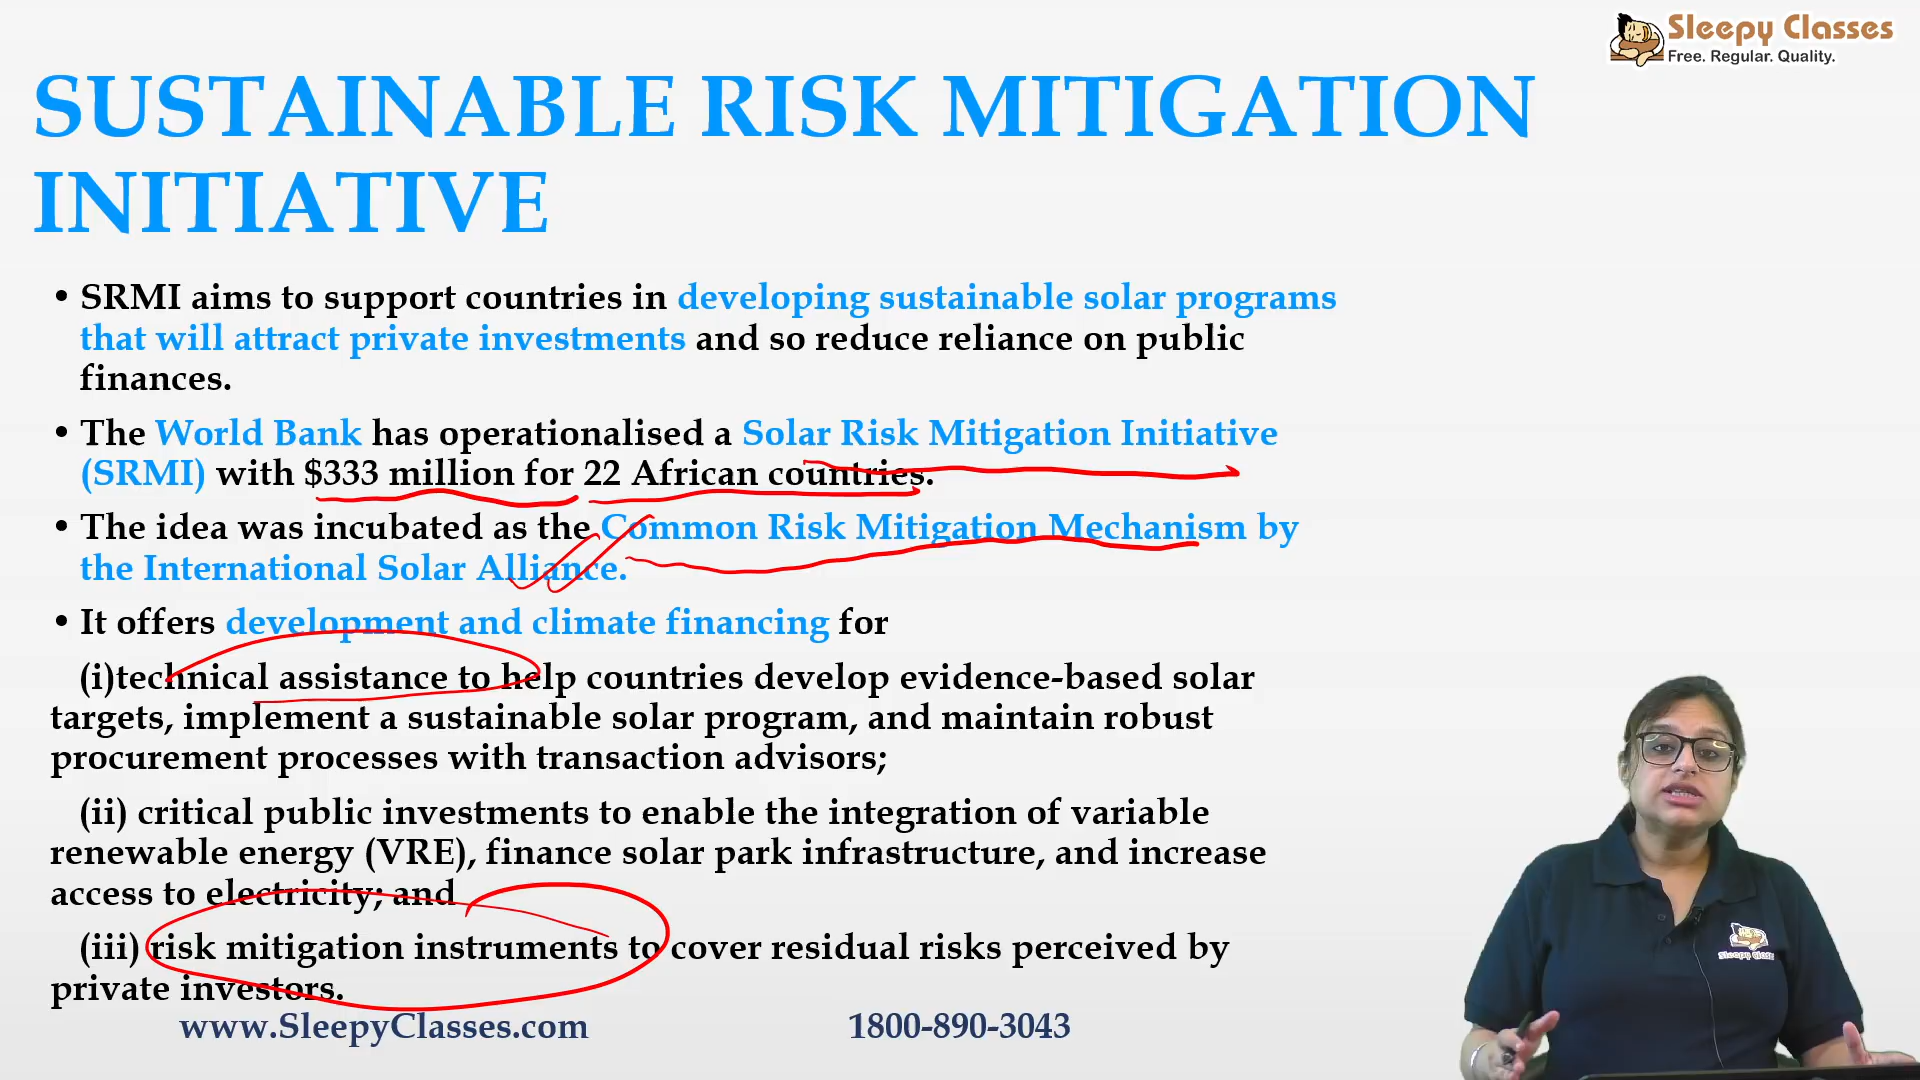 Sleepy Classes
Free. Regular. Quality.
SUSTAINABLE RISK MITIGATION
INITIATIVE
• SRMI aims to support countries in developing sustainable solar programs
that will attract private investments and so reduce reliance on public
finances.
• The World Bank has operationalised a Solar Risk Mitigation Initiative
(SRMI) with $333 million for 22 African countries.
• The idea was incubated as the Common Risk Mitigation Mechanism by
the International Solar Alliance.
• It offers development and climate financing for
(i)technical assistance to help countries develop evidence-based solar
targets, implement a sustainable solar program, and maintain robust
procurement processes with transaction advisors;
(ii) critical public investments to enable the integration of variable
renewable energy (VRE), finance solar park infrastructure, and increase
access to electricity; and
(iii) risk mitigation instruments to cover residual risks perceived by
private investors.
www.SleepyClasses.com 1800-890-3043